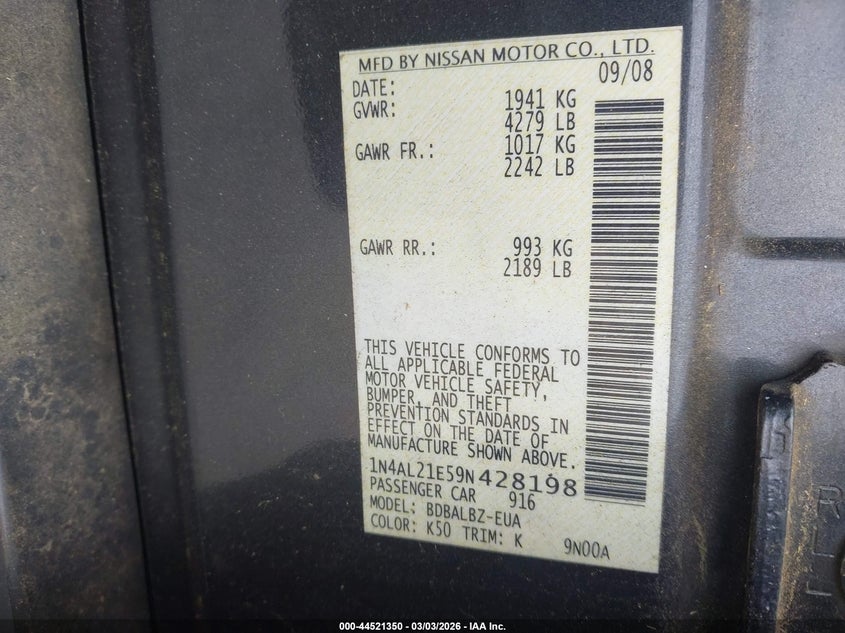 MFD BY NISSAN MOTOR CO., LTD.
DATE: 09/08
GVWR: 1941 KG
4279 LB
GAWR FR.: 1017 KG
2242 LB
GAWR RR.: 993 KG
2189 LB
THIS VEHICLE CONFORMS TO
ALL APPLICABLE FEDERAL
MOTOR VEHICLE SAFETY,
BUMPER, AND THEFT
PREVENTION STANDARDS IN
EFFECT ON THE DATE OF
MANUFACTURE SHOWN ABOVE.
1N4AL21E59N428198
PASSENGER CAR 916
MODEL: BDBALBZ-EUA
COLOR: K50 TRIM: K 9N00A
R
L
L
000-44521350 - 03/03/2026 - IAA Inc.